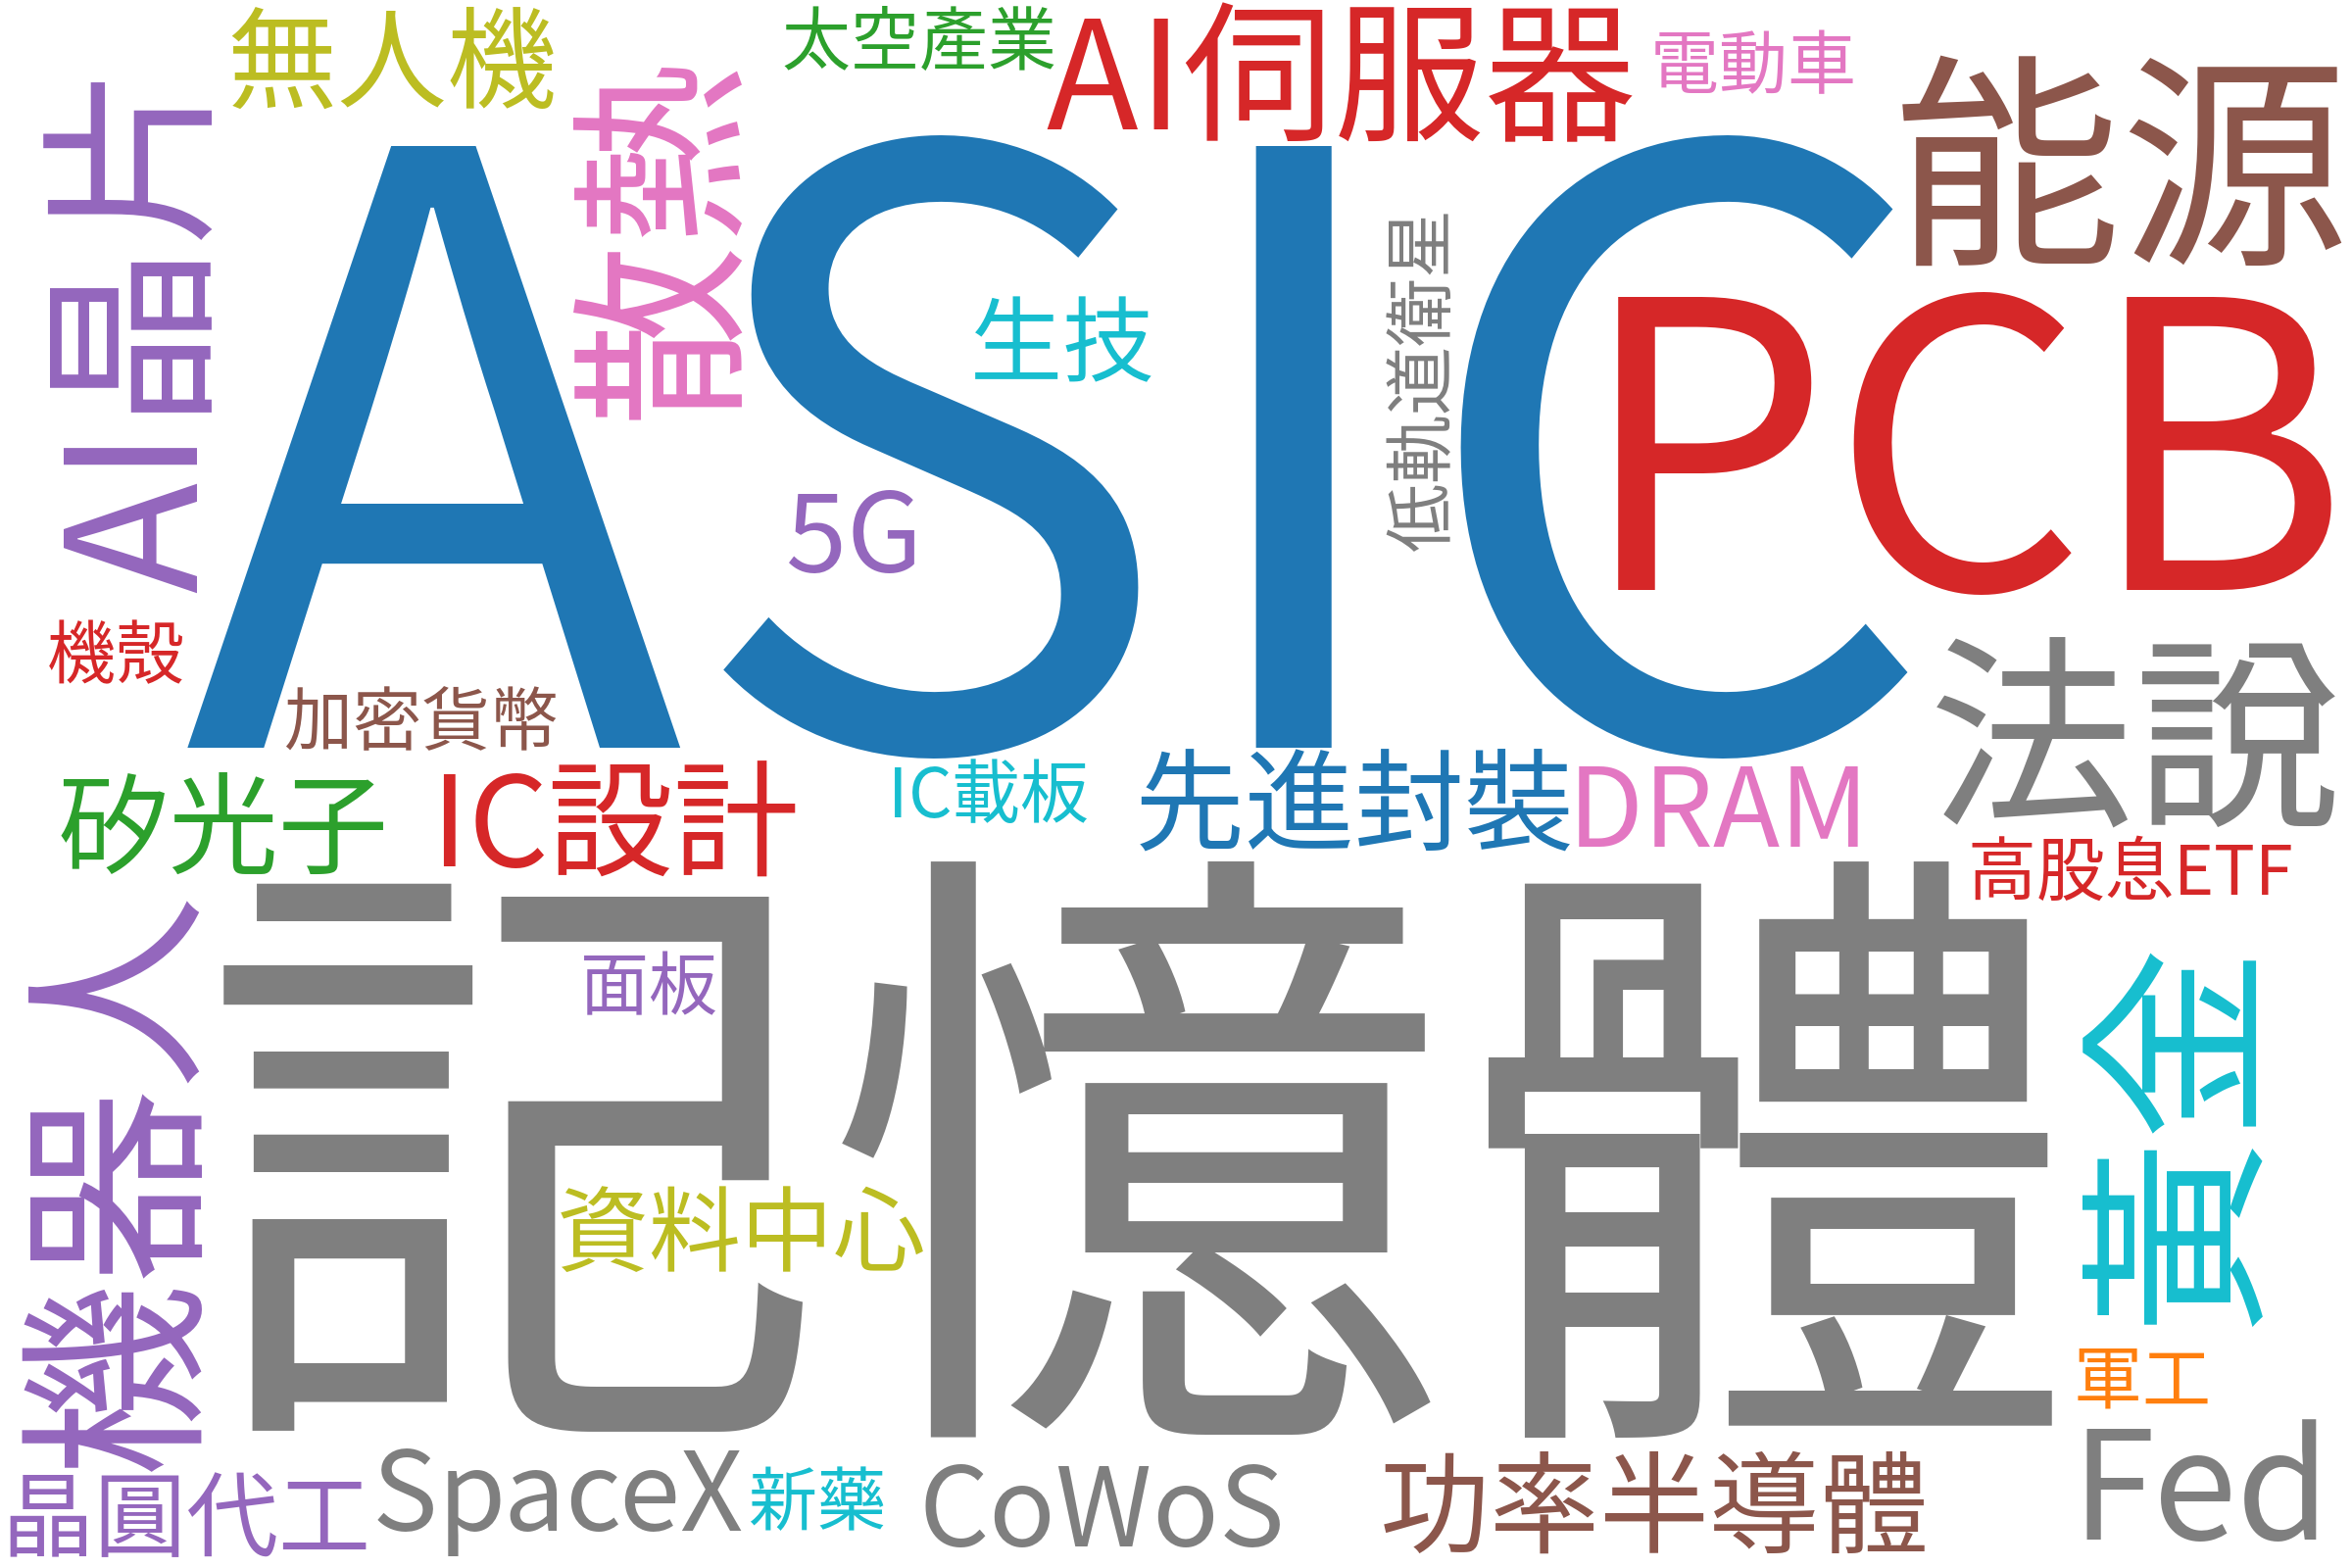 無人機
太空產業
AI伺服器
電動車
能源
AI晶片
散熱
ASIC
生技
低軌道衛星
PCB
5G
機殼
加密貨幣
法說
矽光子
IC設計
IC載板
先進封裝
DRAM
高股息ETF
記憶體
面板
機器人
黃金
資料中心
軍工
晶圓代工
SpaceX
新藥
CoWoS
功率半導體
Fed